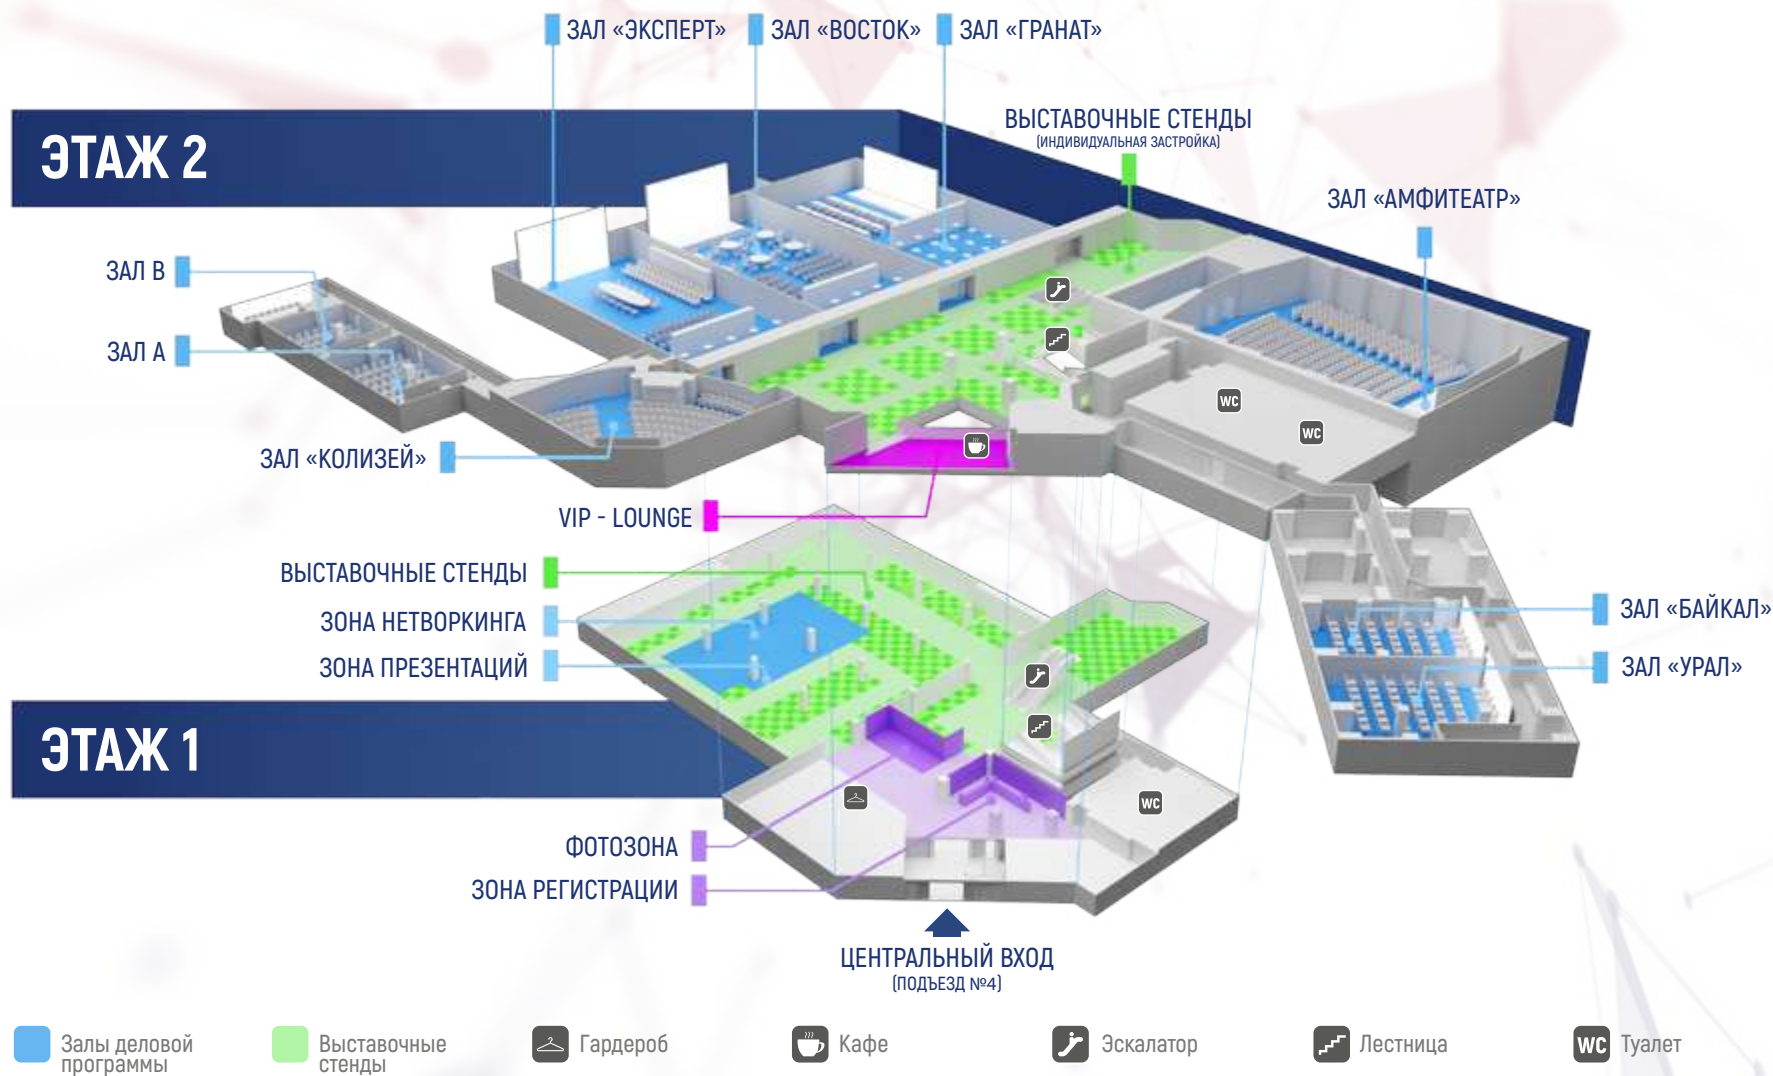 ЗАЛ «ЭКСПЕРТ»
ЗАЛ «ВОСТОК»
ЗАЛ «ГРАНАТ»
ВЫСТАВОЧНЫЕ СТЕНДЫ
(ИНДИВИДУАЛЬНАЯ ЗАСТРОЙКА)
ЭТАЖ 2
ЗАЛ «АМФИТЕАТР»
ЗАЛ B
ЗАЛ А
WC
WC
ЗАЛ «КОЛИЗЕЙ»
VIP - LOUNGE
ВЫСТАВОЧНЫЕ СТЕНДЫ
ЗОНА НЕТВОРКИНГА
ЗОНА ПРЕЗЕНТАЦИЙ
ЗАЛ «БАЙКАЛ»
ЗАЛ «УРАЛ»
ЭТАЖ 1
WC
ФОТОЗОНА
ЗОНА РЕГИСТРАЦИИ
ЦЕНТРАЛЬНЫЙ ВХОД
(ПОДЪЕЗД №4)
Залы деловой
программы
Выставочные
стенды
Гардероб
Кафе
Эскалатор
Лестница
WC Туалет